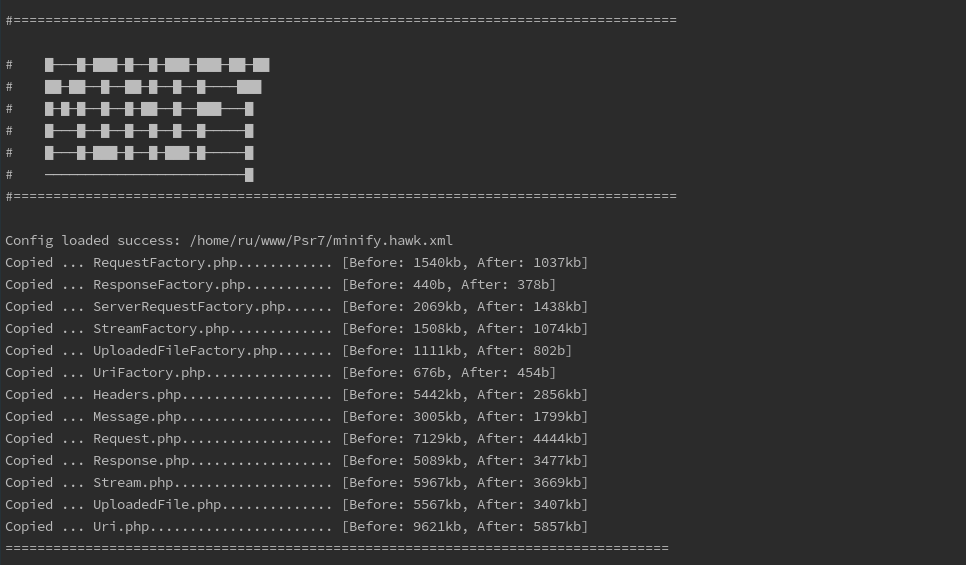 #===================================================================================
#    █───█─███─█──█─███─███─██─██
#    ██─██──█──██─█──█──█────███
#    █─█─█──█──█─██──█──███───█
#    █───█──█──█──█──█──█─────█
#    █───█─███─█──█─███─█─────█
#    ─────────────────────────█
#===================================================================================
Config loaded success: /home/ru/www/Psr7/minify.hawk.xml
Copied ... RequestFactory.php............ [Before: 1540kb, After: 1037kb]
Copied ... ResponseFactory.php........... [Before: 440b, After: 378b]
Copied ... ServerRequestFactory.php...... [Before: 2069kb, After: 1438kb]
Copied ... StreamFactory.php............. [Before: 1508kb, After: 1074kb]
Copied ... UploadedFileFactory.php....... [Before: 1111kb, After: 802b]
Copied ... UriFactory.php................ [Before: 676b, After: 454b]
Copied ... Headers.php................... [Before: 5442kb, After: 2856kb]
Copied ... Message.php................... [Before: 3005kb, After: 1799kb]
Copied ... Request.php................... [Before: 7129kb, After: 4444kb]
Copied ... Response.php.................. [Before: 5089kb, After: 3477kb]
Copied ... Stream.php.................... [Before: 5967kb, After: 3669kb]
Copied ... UploadedFile.php.............. [Before: 5567kb, After: 3407kb]
Copied ... Uri.php....................... [Before: 9621kb, After: 5857kb]
===================================================================================